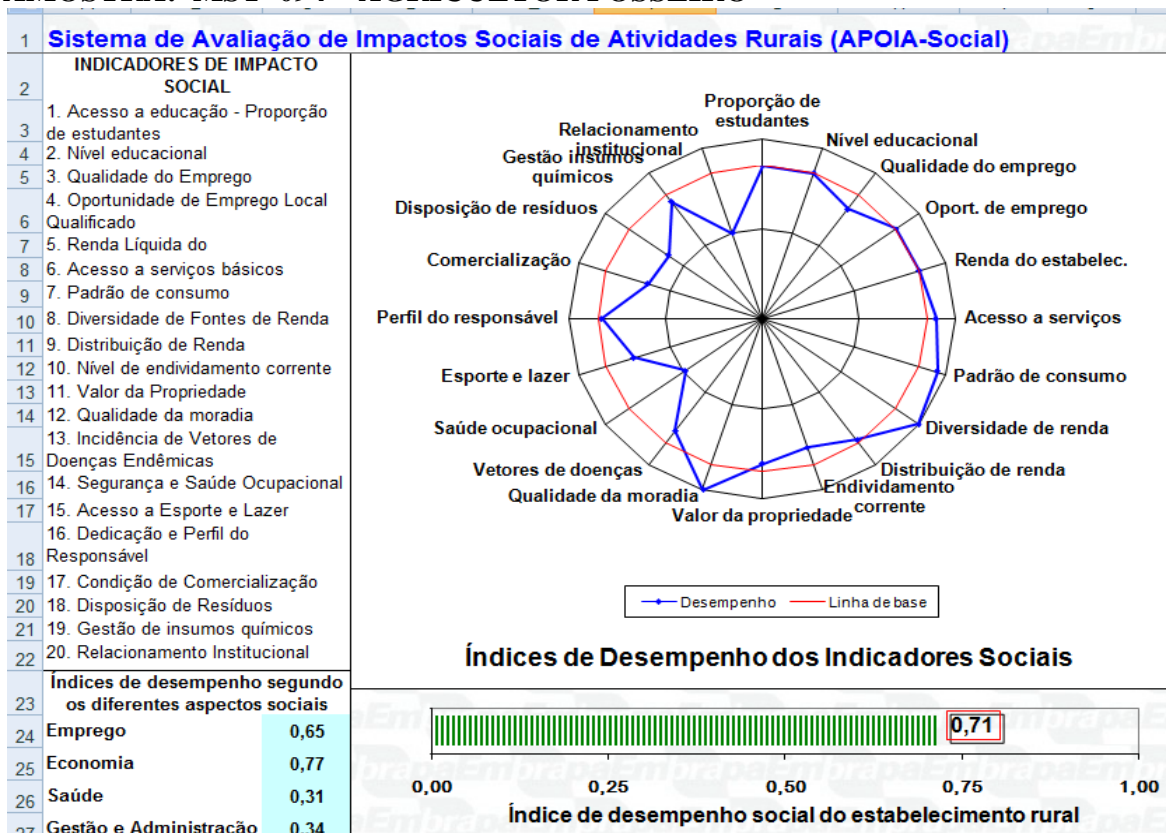 1 Sistema de Avaliação de Impactos Sociais de Atividades Rurais (APOIA-Social)
INDICADORES DE IMPACTO
2 SOCIAL
1. Acesso a educação - Proporção
3 de estudantes
4 2. Nível educacional
5 3. Qualidade do Emprego
4. Oportunidade de Emprego Local
6 Qualificado
7 5. Renda Líquida do
8 6. Acesso a serviços básicos
9 7. Padrão de consumo
10 8. Diversidade de Fontes de Renda
11 9. Distribuição de Renda
12 10. Nível de endividamento corrente
13 11. Valor da Propriedade
14 12. Qualidade da moradia
13. Incidência de Vetores de
15 Doenças Endêmicas
16 14. Segurança e Saúde Ocupacional
17 15. Acesso a Esporte e Lazer
16. Dedicação e Perfil do
18 Responsável
19 17. Condição de Comercialização
20 18. Disposição de Resíduos
21 19. Gestão de insumos químicos
22 20. Relacionamento Institucional
Índices de desempenho segundo
23 os diferentes aspectos sociais
24 Emprego 0,65
25 Economia 0,77
26 Saúde 0,31
27 Gestão e Administração 0,34
Proporção de
estudantes
Nível educacional
Qualidade do emprego
Oport. de emprego
Renda do estabelec.
Acesso a serviços
Padrão de consumo
Diversidade de renda
Distribuição de renda
Endividamento
corrente
Valor da propriedade
Qualidade da moradia
Vetores de doenças
Saúde ocupacional
Esporte e lazer
Perfil do responsável
Comercialização
Disposição de resíduos
Gestão insumos
químicos
Relacionamento
institucional
Desempenho Linha de base
Índices de Desempenho dos Indicadores Sociais
0,71
0,00 0,25 0,50 0,75 1,00
Índice de desempenho social do estabelecimento rural